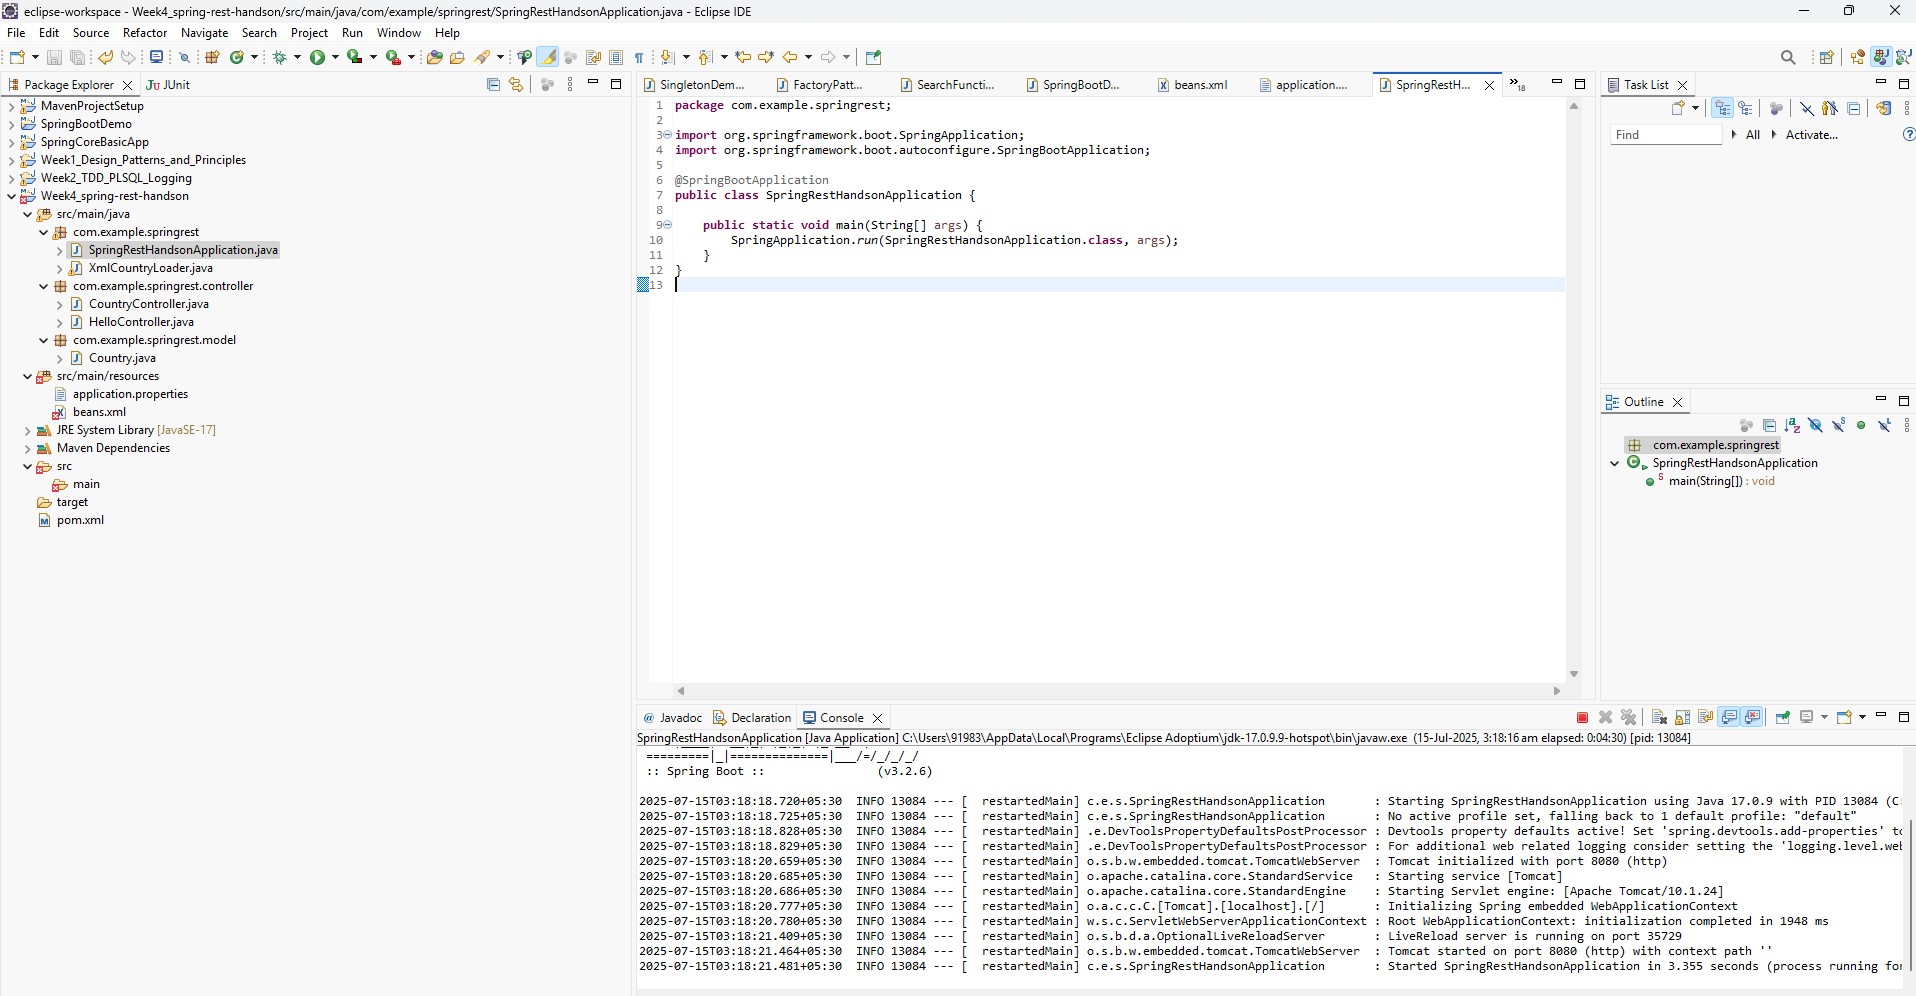 eclipse-workspace - Week4_spring-rest-handson/src/main/java/com/example/springrest/SpringRestHandsonApplication.java - Eclipse IDE
File Edit Source Refactor Navigate Search Project Run Window Help
Package Explorer JUnit
MavenProjectSetup
SpringBootDemo
SpringCoreBasicApp
Week1_Design_Patterns_and_Principles
Week2_TDD_PLSQL_Logging
Week4_spring-rest-handson
src/main/java
com.example.springrest
SpringRestHandsonApplication.java
XmlCountryLoader.java
com.example.springrest.controller
CountryController.java
HelloController.java
com.example.springrest.model
Country.java
src/main/resources
application.properties
beans.xml
JRE System Library [JavaSE-17]
Maven Dependencies
src
main
target
pom.xml
SingletonDem... FactoryPatt... SearchFuncti... SpringBootD... beans.xml application.... SpringRestH... »18
1 package com.example.springrest;
2
3 import org.springframework.boot.SpringApplication;
4 import org.springframework.boot.autoconfigure.SpringBootApplication;
5
6 @SpringBootApplication
7 public class SpringRestHandsonApplication {
8
9 public static void main(String[] args) {
10 SpringApplication.run(SpringRestHandsonApplication.class, args);
11 }
12 }
13
Task List
Find All Activate...
Outline
com.example.springrest
SpringRestHandsonApplication
main(String[]) : void
@ Javadoc Declaration Console
SpringRestHandsonApplication [Java Application] C:\Users\91983\AppData\Local\Programs\Eclipse Adoptium\jdk-17.0.9.9-hotspot\bin\javaw.exe (15-Jul-2025, 3:18:16 am elapsed: 0:04:30) [pid: 13084]
=========|_|==============|___/=/_/_/_/
:: Spring Boot :: (v3.2.6)
2025-07-15T03:18:18.720+05:30 INFO 13084 --- [ restartedMain] c.e.s.SpringRestHandsonApplication : Starting SpringRestHandsonApplication using Java 17.0.9 with PID 13084 (C:
2025-07-15T03:18:18.725+05:30 INFO 13084 --- [ restartedMain] c.e.s.SpringRestHandsonApplication : No active profile set, falling back to 1 default profile: "default"
2025-07-15T03:18:18.828+05:30 INFO 13084 --- [ restartedMain] .e.DevToolsPropertyDefaultsPostProcessor : Devtools property defaults active! Set 'spring.devtools.add-properties' to
2025-07-15T03:18:18.829+05:30 INFO 13084 --- [ restartedMain] .e.DevToolsPropertyDefaultsPostProcessor : For additional web related logging consider setting the 'logging.level.web
2025-07-15T03:18:20.659+05:30 INFO 13084 --- [ restartedMain] o.s.b.w.embedded.tomcat.TomcatWebServer : Tomcat initialized with port 8080 (http)
2025-07-15T03:18:20.685+05:30 INFO 13084 --- [ restartedMain] o.apache.catalina.core.StandardService : Starting service [Tomcat]
2025-07-15T03:18:20.686+05:30 INFO 13084 --- [ restartedMain] o.apache.catalina.core.StandardEngine : Starting Servlet engine: [Apache Tomcat/10.1.24]
2025-07-15T03:18:20.777+05:30 INFO 13084 --- [ restartedMain] o.a.c.c.C.[Tomcat].[localhost].[/] : Initializing Spring embedded WebApplicationContext
2025-07-15T03:18:20.780+05:30 INFO 13084 --- [ restartedMain] w.s.c.ServletWebServerApplicationContext : Root WebApplicationContext: initialization completed in 1948 ms
2025-07-15T03:18:21.409+05:30 INFO 13084 --- [ restartedMain] o.s.b.d.a.OptionalLiveReloadServer : LiveReload server is running on port 35729
2025-07-15T03:18:21.464+05:30 INFO 13084 --- [ restartedMain] o.s.b.w.embedded.tomcat.TomcatWebServer : Tomcat started on port 8080 (http) with context path ''
2025-07-15T03:18:21.481+05:30 INFO 13084 --- [ restartedMain] c.e.s.SpringRestHandsonApplication : Started SpringRestHandsonApplication in 3.355 seconds (process running for